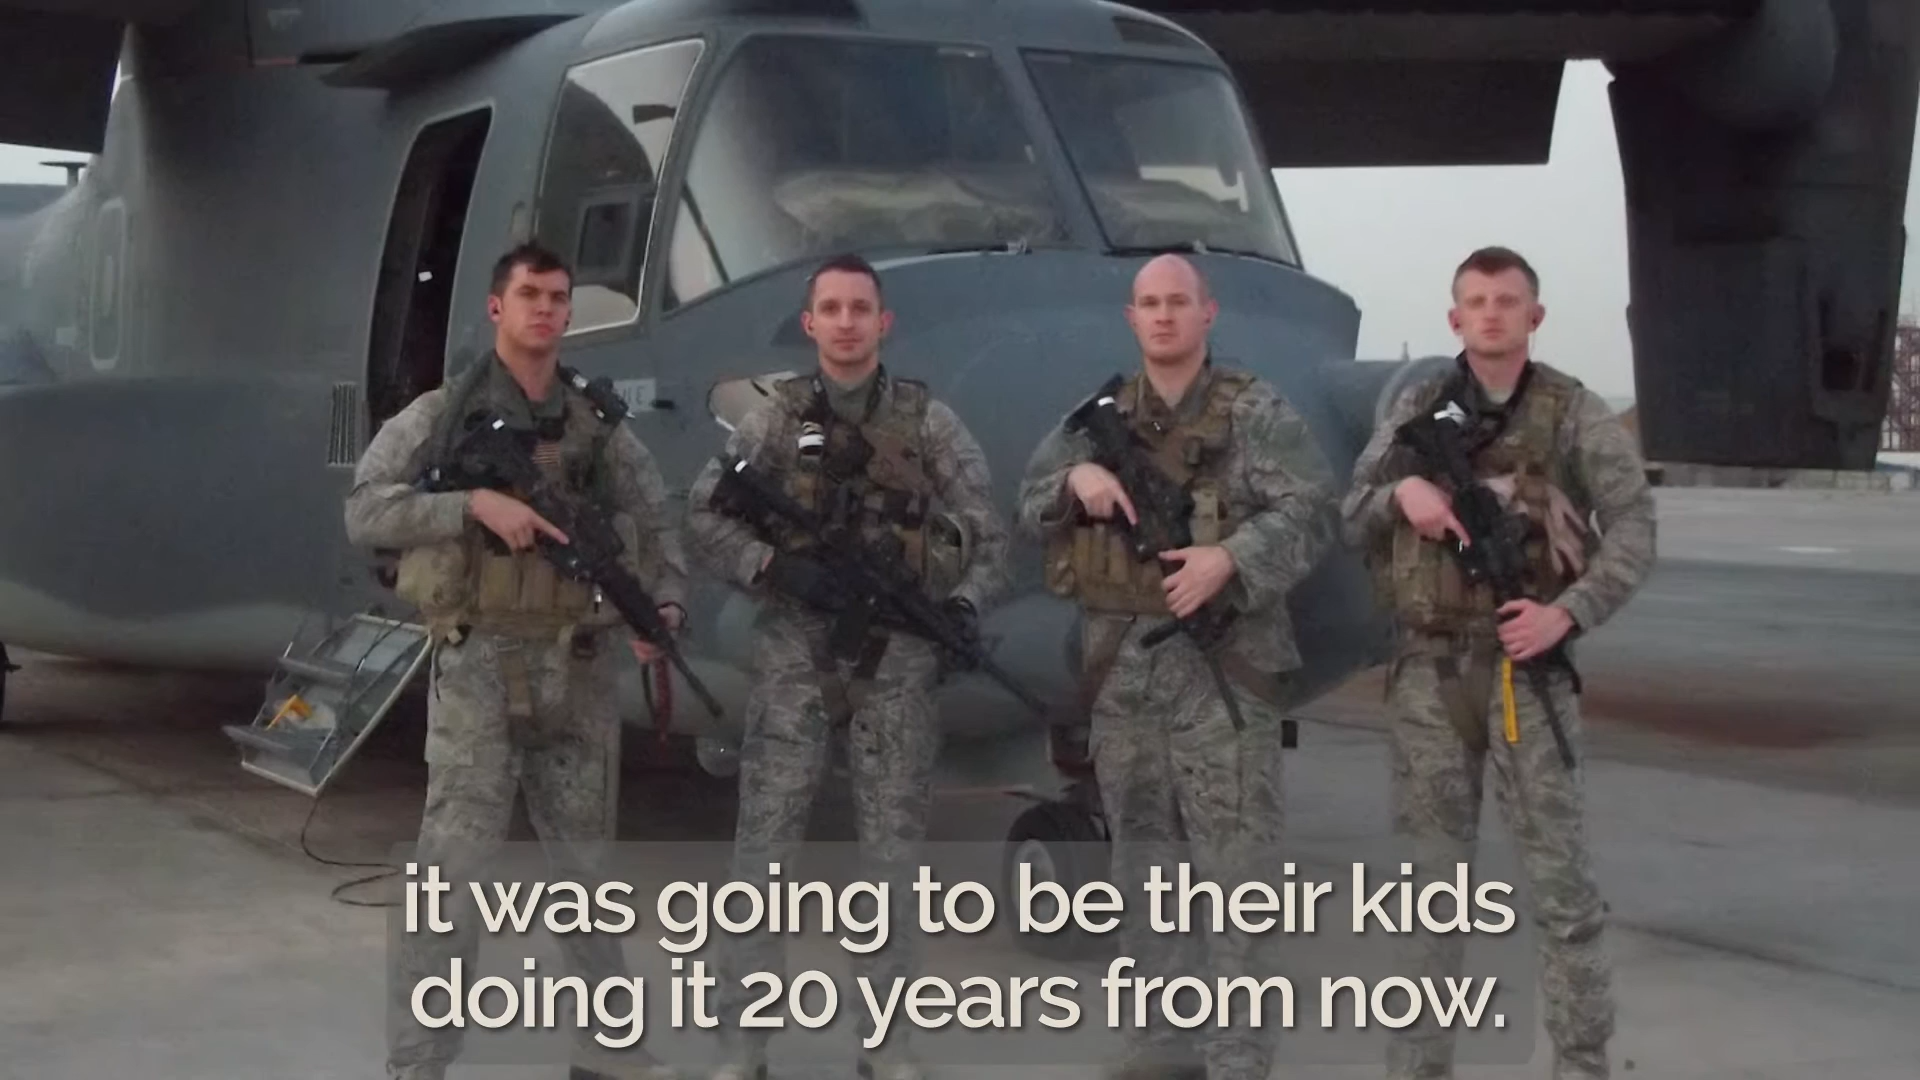 it was going to be their kids
doing it 20 years from now.